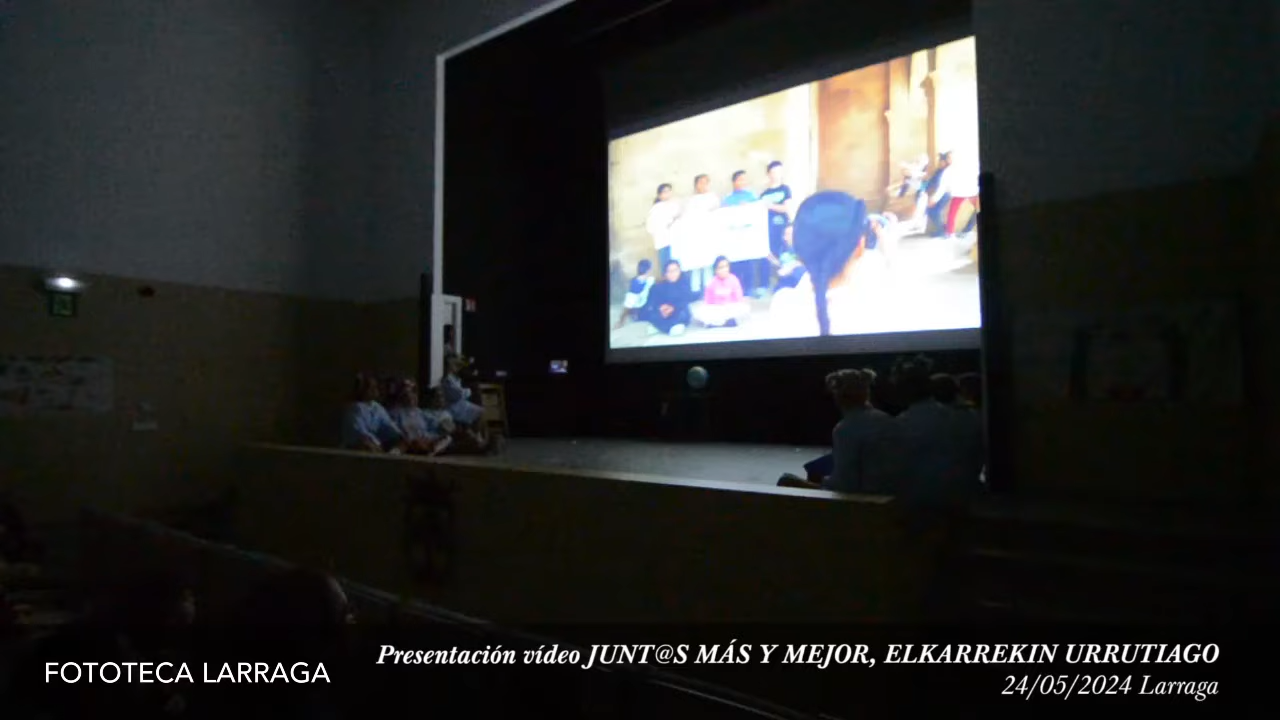 Presentación vídeo JUNT@S MÁS Y MEJOR, ELKARREKIN URRUTIAGO
FOTOTECA LARRAGA
24/05/2024 Larraga